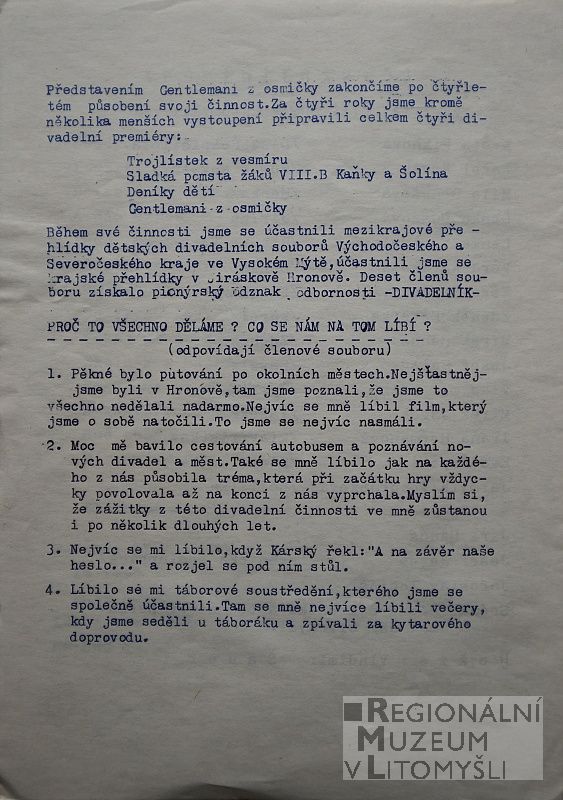 Představením Gentlemani z osmičky zakončíme po čtyřle-
tém působení svoji činnost.Za čtyři roky jsme kromě
několika menších vystoupení připravili celkem čtyři di-
vadelní premiéry:
Trojlístek z vesmíru
Sladká pomsta žáků VIII.B Kaňky a Šolína
Deníky dětí
Gentlemani z osmičky
Během své činnosti jsme se účastnili mezikrajové pře -
hlídky dětských divadelních souborů Východočeského a
Severočeského kraje ve Vysokém Mýtě,účastnili jsme se
krajské přehlídky v Jiráskově Hronově. Deset členů sou-
boru získalo pionýrský odznak odbornosti -DIVADELNÍK-
PROČ TO VŠECHNO DĚLÁME ? CO SE NÁM NA TOM LÍBÍ ?
(odpovídají členové souboru)
1. Pěkné bylo putování po okolních městech.Nejšťastněj-
jsme byli v Hronově,tam jsme poznali,že jsme to
všechno nedělali nadarmo.Nejvíc se mně líbil film,který
jsme o sobě natočili.To jsme se nejvíc nasmáli.
2. Moc mě bavilo cestování autobusem a poznávání no-
vých divadel a měst.Také se mně líbilo jak na každé-
ho z nás působila tréma,která při začátku hry vždyc-
ky povolovala až na konci z nás vyprchala.Myslím si,
že zážitky z této divadelní činnosti ve mně zůstanou
i po několik dlouhých let.
3. Nejvíc se mi líbilo,když Kárský řekl:"A na závěr naše
heslo..." a rozjel se pod ním stůl.
4. Líbilo se mi táborové soustředění,kterého jsme se
společně účastnili.Tam se mně nejvíce líbili večery,
kdy jsme seděli u táboráku a zpívali za kytarového
doprovodu.
REGIONÁLNÍ
MUZEUM
V LITOMYŠLI